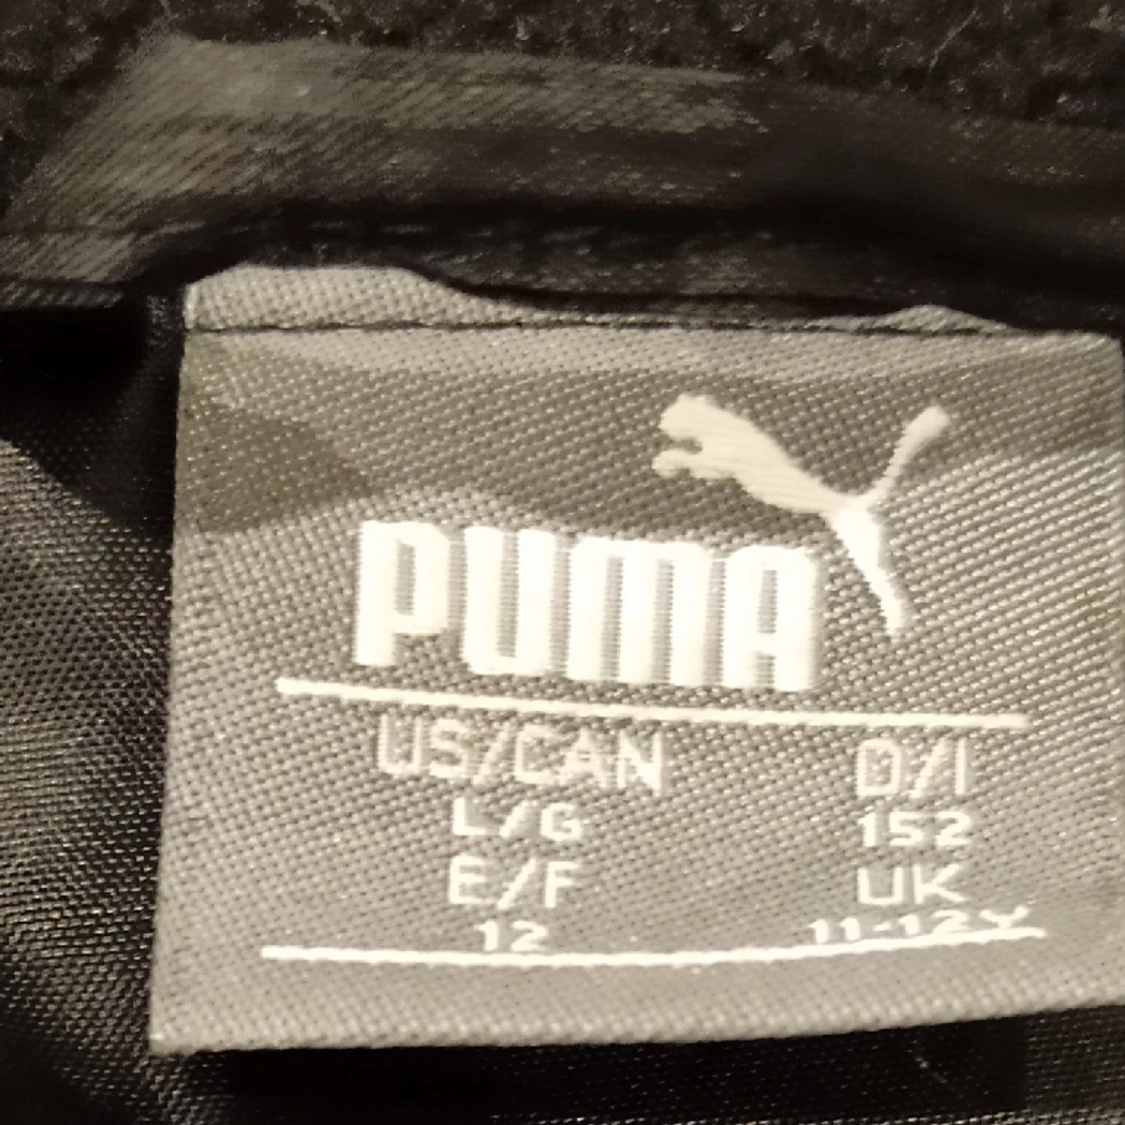 PUMA
US/CAN D/I
L/G 152
E/F UK
12 11-12Y